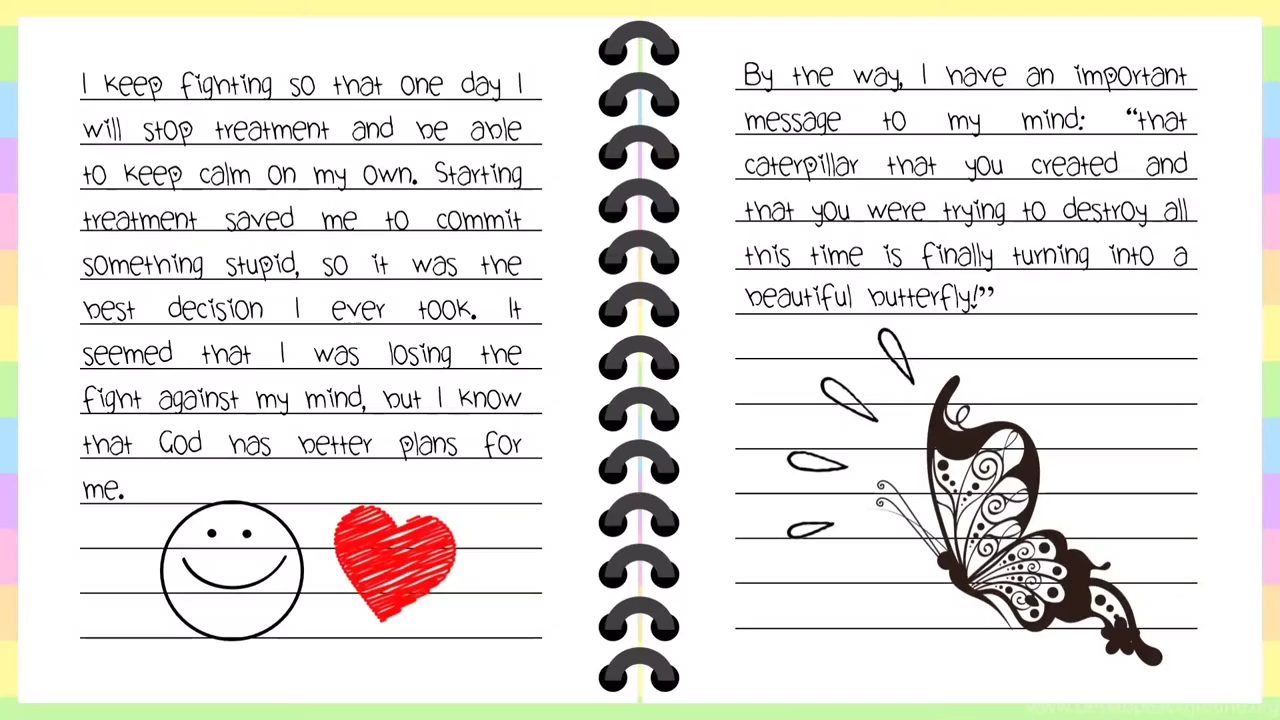 I keep fighting so that one day I
will stop treatment and be able
to keep calm on my own. Starting
treatment saved me to commit
something stupid, so it was the
best decision I ever took. It
seemed that I was losing the
fight against my mind, but I know
that God has better plans for
me.
By the way, I have an important
message to my mind: “that
caterpillar that you created and
that you were trying to destroy all
this time is finally turning into a
beautiful butterfly!”